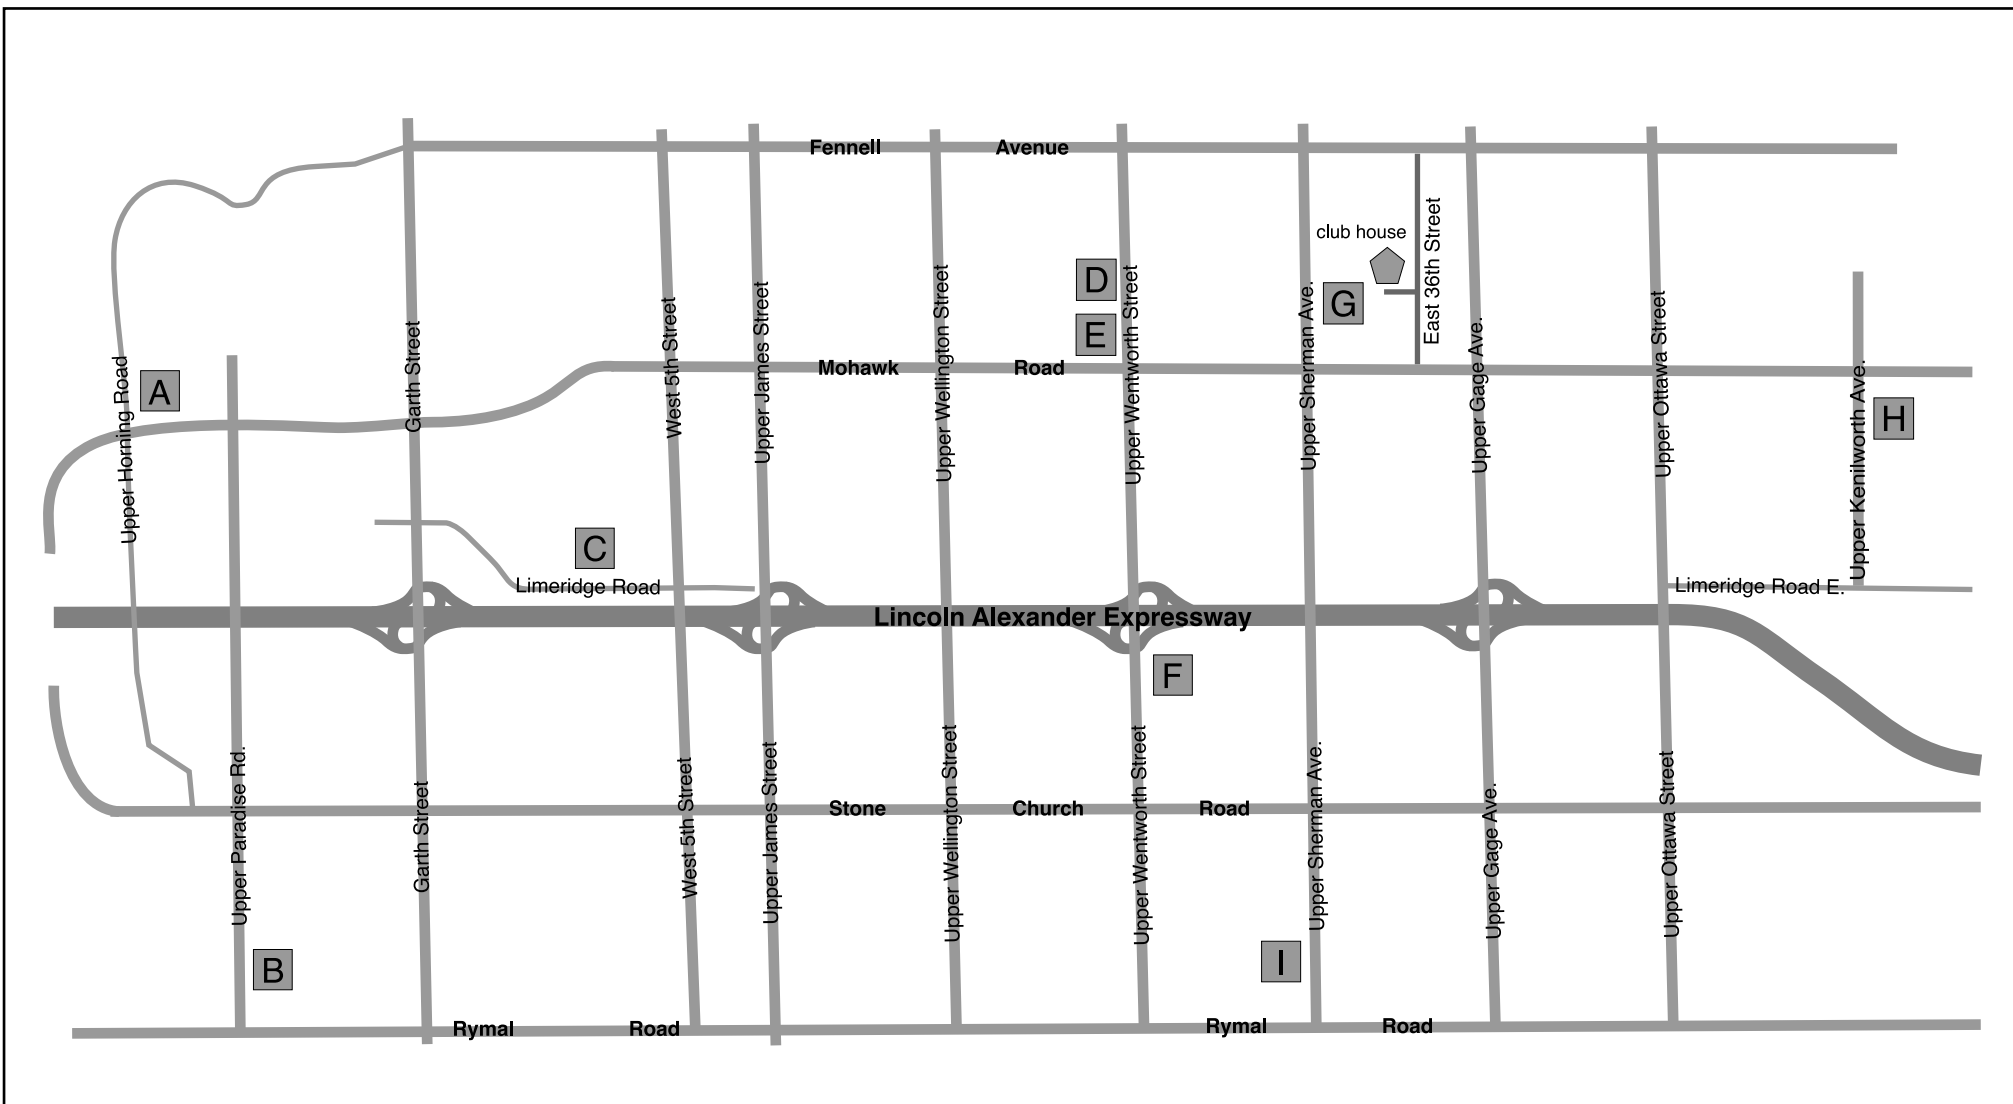 Fennell Avenue
club house
East 36th Street
D
G
E
Mohawk Road
A
H
Upper Horning Road
Garth Street
West 5th Street
Upper James Street
Upper Wellington Street
Upper Wentworth Street
Upper Sherman Ave.
Upper Gage Ave.
Upper Ottawa Street
Upper Kenilworth Ave.
C
Limeridge Road
Limeridge Road E.
Lincoln Alexander Expressway
F
Upper Paradise Rd.
Garth Street
West 5th Street
Upper James Street
Upper Wellington Street
Upper Wentworth Street
Upper Sherman Ave.
Upper Gage Ave.
Upper Ottawa Street
Stone Church Road
B
I
Rymal Road
Rymal Road